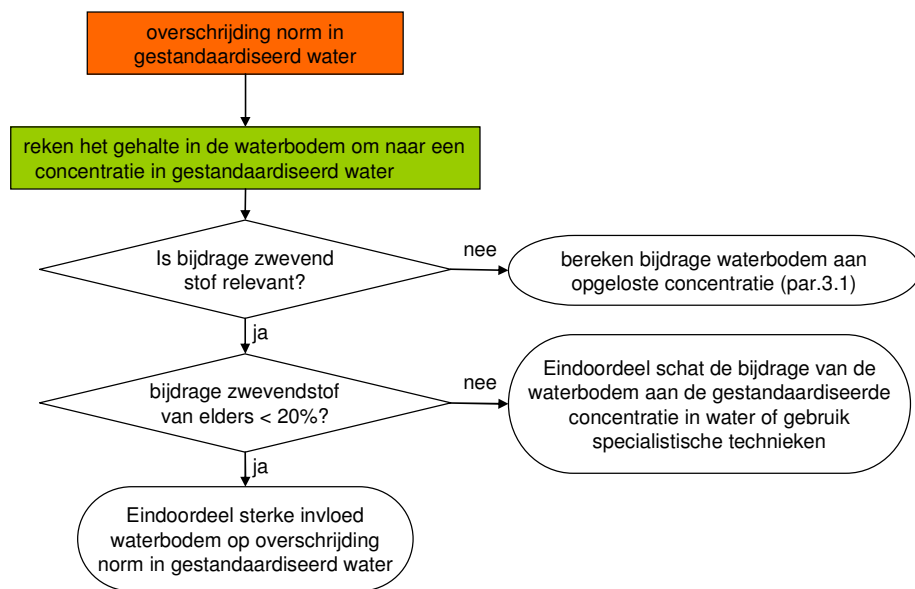 overschrijding norm in
gestandaardiseerd water
reken het gehalte in de waterbodem om naar een
concentratie in gestandaardiseerd water
Is bijdrage zwevend
stof relevant?
nee
bereken bijdrage waterbodem aan
opgeloste concentratie (par.3.1)
ja
bijdrage zwevendstof
van elders < 20%?
nee
Eindoordeel schat de bijdrage van de
waterbodem aan de gestandaardiseerde
concentratie in water of gebruik
specialistische technieken
ja
Eindoordeel sterke invloed
waterbodem op overschrijding
norm in gestandaardiseerd water